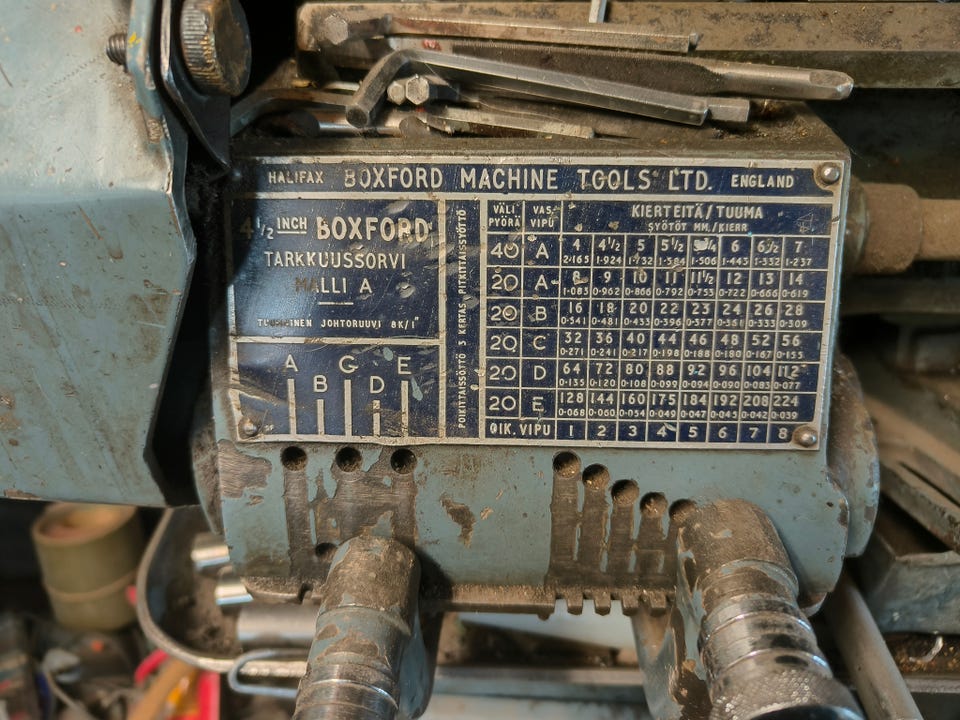 HALIFAX BOXFORD MACHINE TOOLS LTD. ENGLAND
4½ INCH BOXFORD
TARKKUUSSORVI
MALLI A
TUUMAINEN JOHTORUUVI 8K/1"
A G E
B D
POIKITTAISSÖTTÖ 3 KERTAS PITKITTAISSYÖTTÖ
VÄLI PYÖRÄ VAS. VIPU KIERTEITÄ/TUUMA
SYÖTÖT MM./KIERR
40 A 4 4½ 5 5½ 5¾ 6 6½ 7
2·165 1·924 1·732 1·584 1·506 1·443 1·332 1·237
20 A 8 9 10 11 11½ 12 13 14
1·083 0·962 0·866 0·792 0·753 0·722 0·666 0·619
20 B 16 18 20 22 23 24 26 28
0·541 0·481 0·433 0·396 0·377 0·361 0·333 0·309
20 C 32 36 40 44 46 48 52 56
0·271 0·241 0·217 0·198 0·188 0·180 0·167 0·155
20 D 64 72 80 88 92 96 104 112
0·135 0·120 0·108 0·099 0·094 0·090 0·083 0·077
20 E 128 144 160 175 184 192 208 224
0·068 0·060 0·054 0·049 0·047 0·045 0·042 0·039
OIK. VIPU 1 2 3 4 5 6 7 8